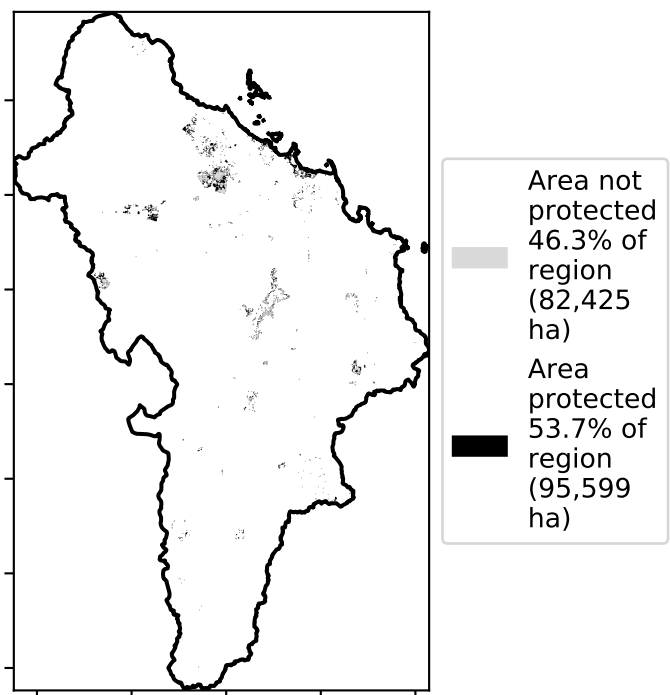 Area not
protected
46.3% of
region
(82,425
ha)
Area
protected
53.7% of
region
(95,599
ha)